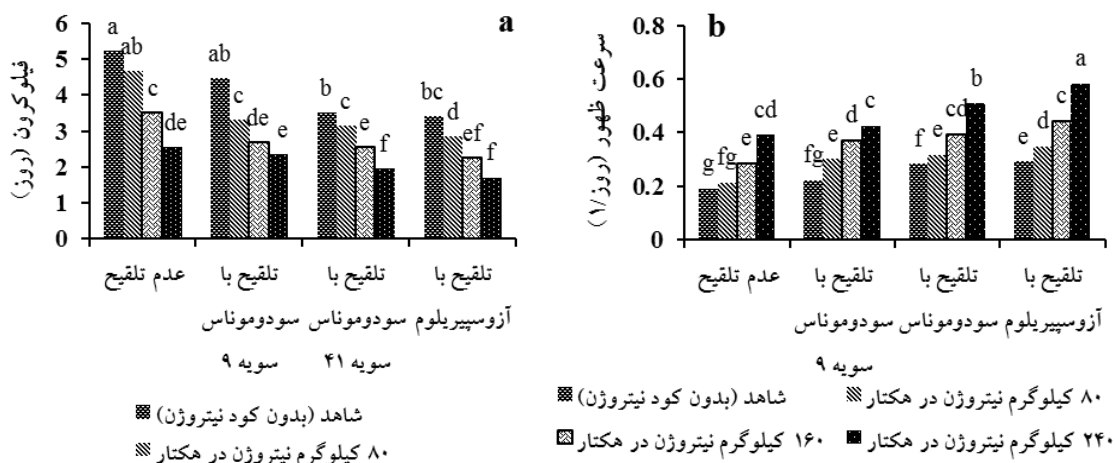 a
فیلوکرون (روز)
6
5
4
3
2
1
0
a ab c de
ab c de e
b c e f
bc d ef f
عدم تلقیح
تلقیح با سودوموناس سویه ۹
تلقیح با سودوموناس سویه ۴۱
تلقیح با آزوسپیریلوم
شاهد (بدون کود نیتروژن)
۸۰ کیلوگرم نیتروژن در هکتار
b
سرعت ظهور (روز/۱)
0.8
0.6
0.4
0.2
0
g fg e cd
fg e d c
f e cd b
e d c a
عدم تلقیح
تلقیح با سودوموناس سویه ۹
تلقیح با سودوموناس
تلقیح با آزوسپیریلوم
شاهد (بدون کود نیتروژن)
۸۰ کیلوگرم نیتروژن در هکتار
۱۶۰ کیلوگرم نیتروژن در هکتار
۲۴۰ کیلوگرم نیتروژن در هکتار